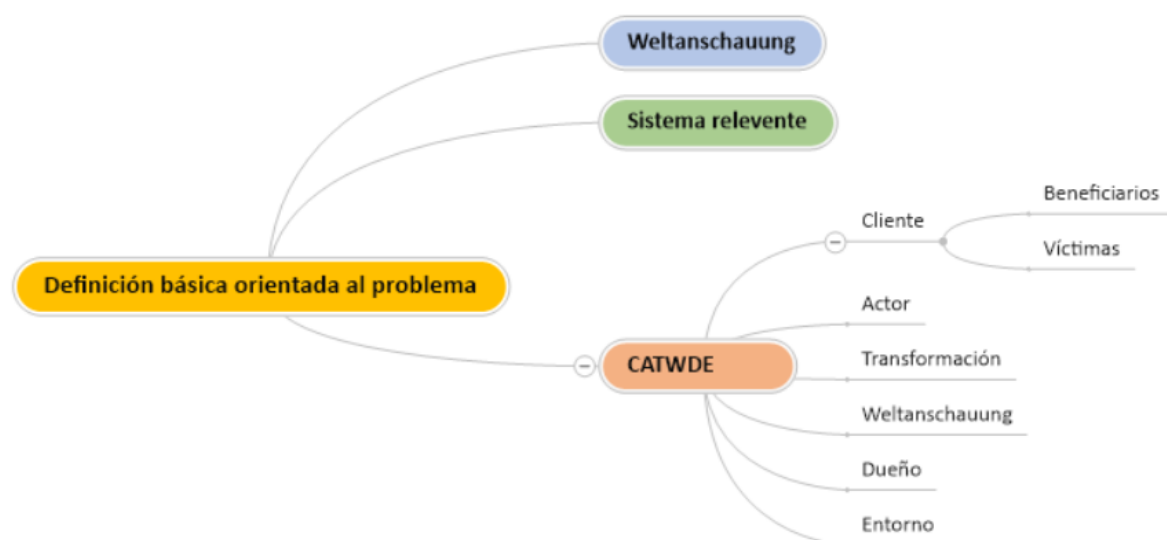 Weltanschauung
Sistema relevente
Definición básica orientada al problema
CATWDE
Cliente
Beneficiarios
Víctimas
Actor
Transformación
Weltanschauung
Dueño
Entorno